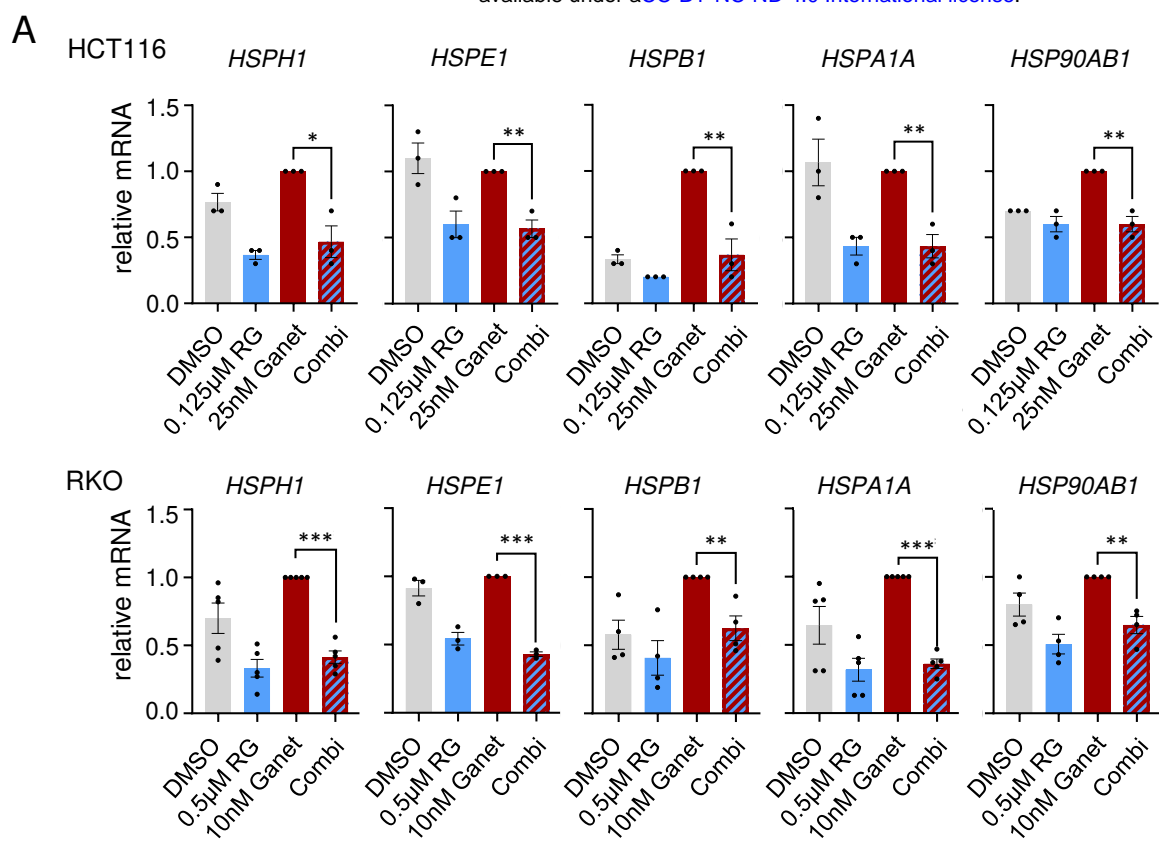 A
HCT116
HSPH1 HSPE1 HSPB1 HSPA1A HSP90AB1
relative mRNA
1.5
1.0
0.5
0.0
* ** ** ** **
DMSO 0.125µM RG 25nM Ganet Combi DMSO 0.125µM RG 25nM Ganet Combi DMSO 0.125µM RG 25nM Ganet Combi DMSO 0.125µM RG 25nM Ganet Combi DMSO 0.125µM RG 25nM Ganet Combi
RKO
HSPH1 HSPE1 HSPB1 HSPA1A HSP90AB1
relative mRNA
1.5
1.0
0.5
0.0
*** *** ** *** **
DMSO 0.5µM RG 10nM Ganet Combi DMSO 0.5µM RG 10nM Ganet Combi DMSO 0.5µM RG 10nM Ganet Combi DMSO 0.5µM RG 10nM Ganet Combi DMSO 0.5µM RG 10nM Ganet Combi